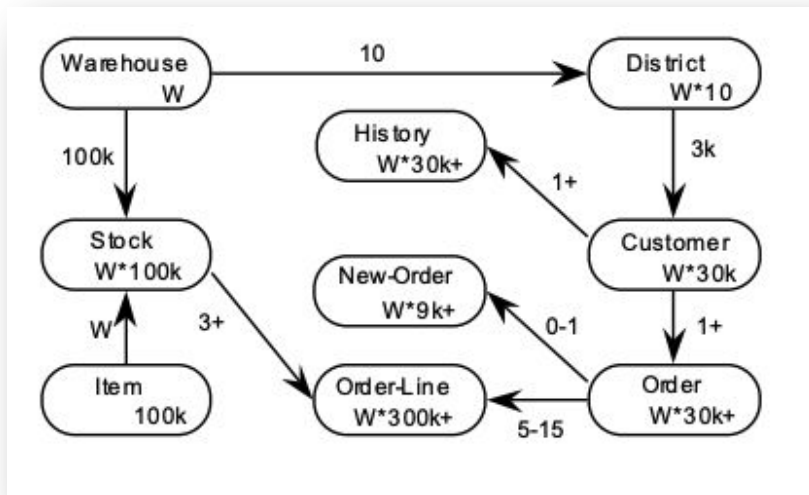 Warehouse
W
10
District
W*10
History
W*30k+
100k
3k
1+
Stock
W*100k
Customer
W*30k
New-Order
W*9k+
W
3+
0-1
1+
Item
100k
Order-Line
W*300k+
5-15
Order
W*30k+